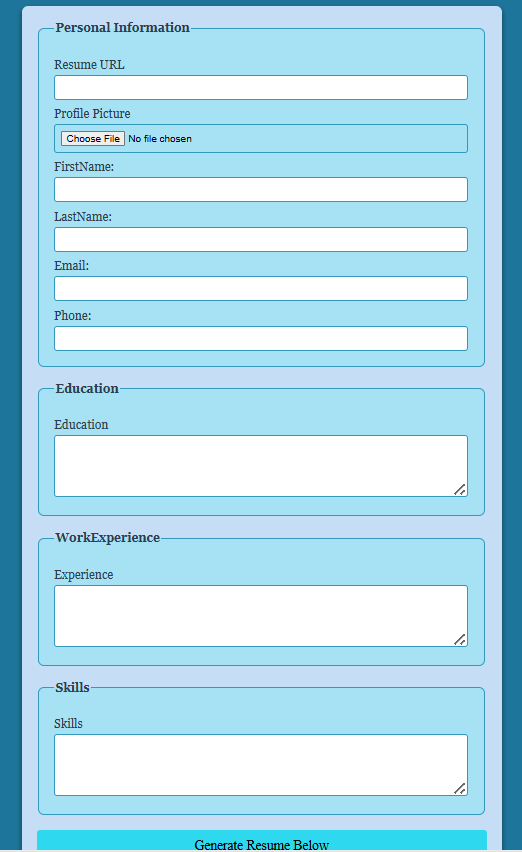 Personal Information
Resume URL
Profile Picture
Choose File No file chosen
FirstName:
LastName:
Email:
Phone:
Education
Education
WorkExperience
Experience
Skills
Skills
Generate Resume Below